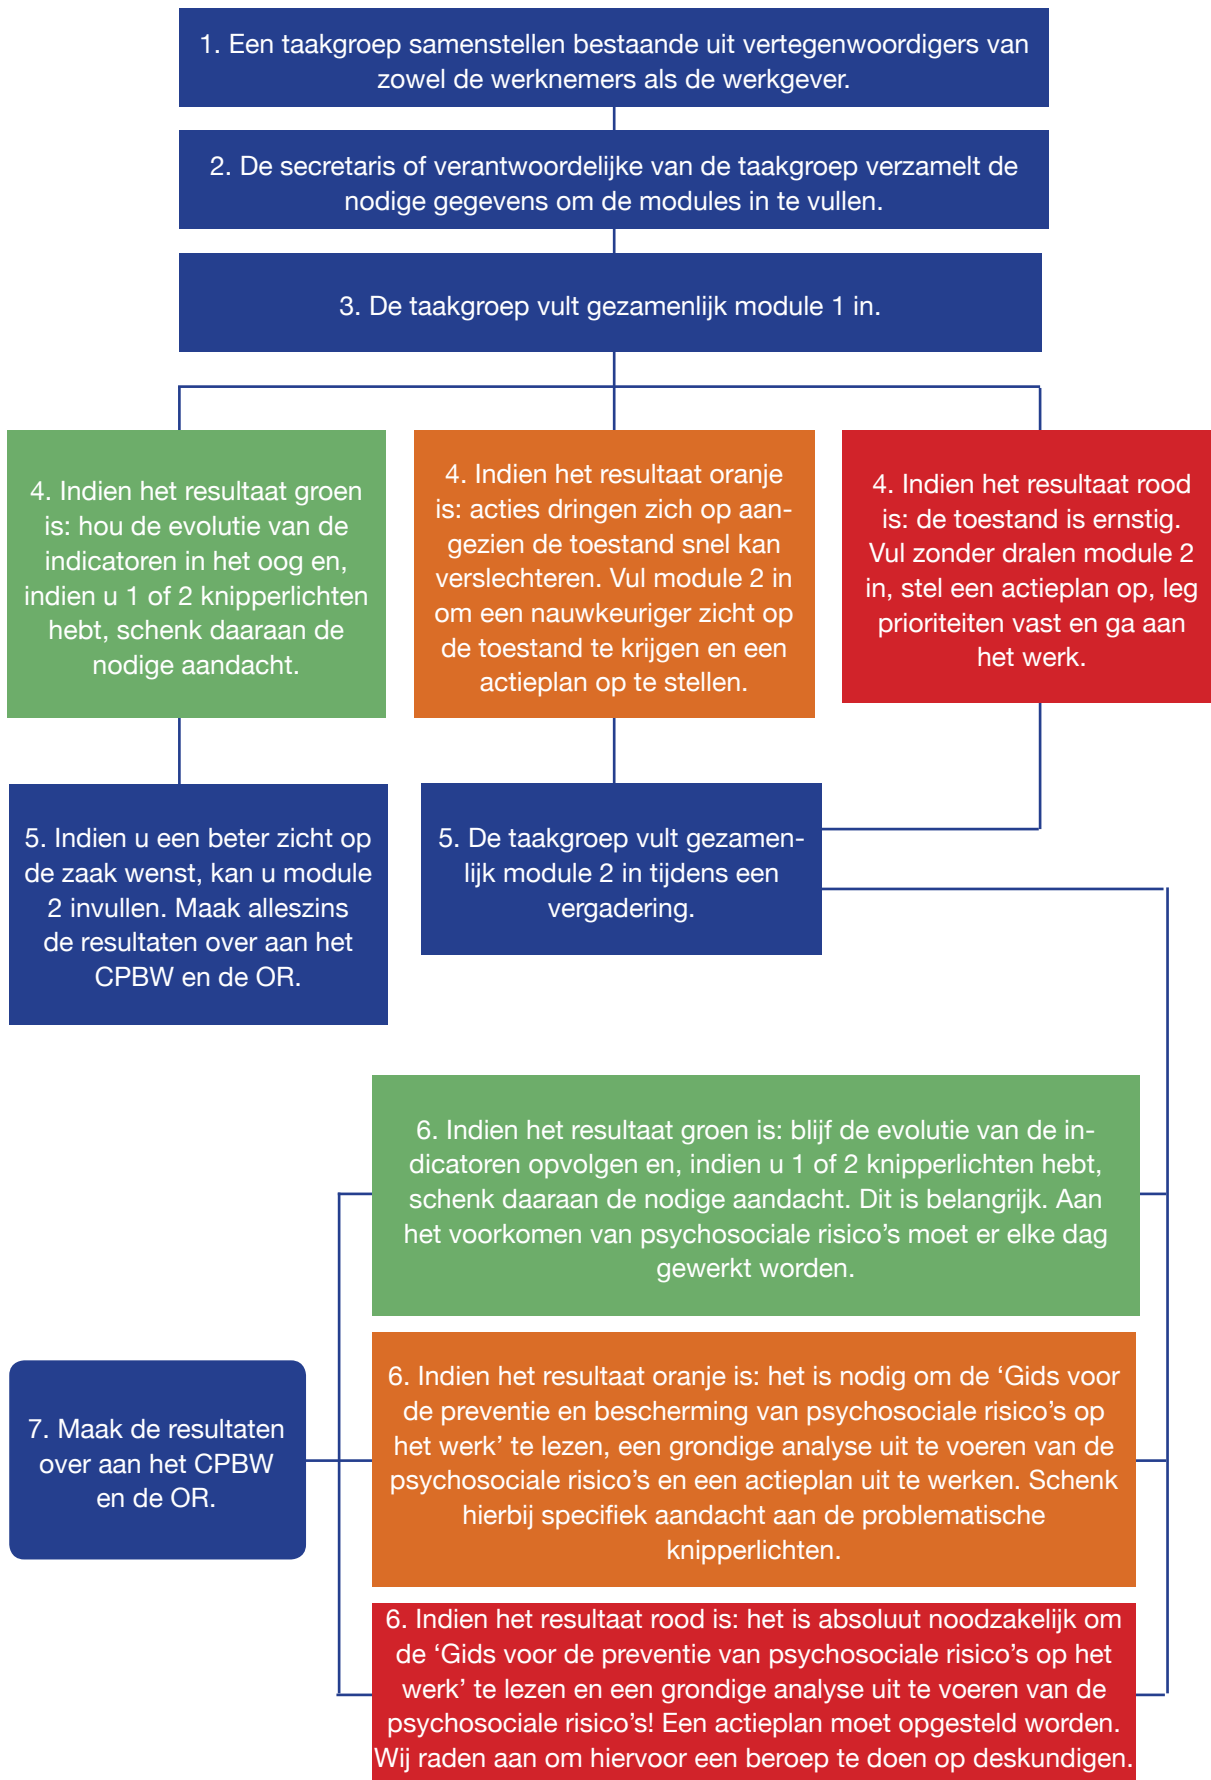 1. Een taakgroep samenstellen bestaande uit vertegenwoordigers van
zowel de werknemers als de werkgever.
2. De secretaris of verantwoordelijke van de taakgroep verzamelt de
nodige gegevens om de modules in te vullen.
3. De taakgroep vult gezamenlijk module 1 in.
4. Indien het resultaat groen
is: hou de evolutie van de
indicatoren in het oog en,
indien u 1 of 2 knipperlichten
hebt, schenk daaraan de
nodige aandacht.
4. Indien het resultaat oranje
is: acties dringen zich op aan-
gezien de toestand snel kan
verslechteren. Vul module 2 in
om een nauwkeuriger zicht op
de toestand te krijgen en een
actieplan op te stellen.
4. Indien het resultaat rood
is: de toestand is ernstig.
Vul zonder dralen module 2
in, stel een actieplan op, leg
prioriteiten vast en ga aan
het werk.
5. Indien u een beter zicht op
de zaak wenst, kan u module
2 invullen. Maak alleszins
de resultaten over aan het
CPBW en de OR.
5. De taakgroep vult gezamen-
lijk module 2 in tijdens een
vergadering.
6. Indien het resultaat groen is: blijf de evolutie van de in-
dicatoren opvolgen en, indien u 1 of 2 knipperlichten hebt,
schenk daaraan de nodige aandacht. Dit is belangrijk. Aan
het voorkomen van psychosociale risico’s moet er elke dag
gewerkt worden.
6. Indien het resultaat oranje is: het is nodig om de ‘Gids voor
de preventie en bescherming van psychosociale risico’s op
het werk’ te lezen, een grondige analyse uit te voeren van de
psychosociale risico’s en een actieplan uit te werken. Schenk
hierbij specifiek aandacht aan de problematische
knipperlichten.
6. Indien het resultaat rood is: het is absoluut noodzakelijk om
de ‘Gids voor de preventie van psychosociale risico’s op het
werk’ te lezen en een grondige analyse uit te voeren van de
psychosociale risico’s! Een actieplan moet opgesteld worden.
Wij raden aan om hiervoor een beroep te doen op deskundigen.
7. Maak de resultaten
over aan het CPBW
en de OR.